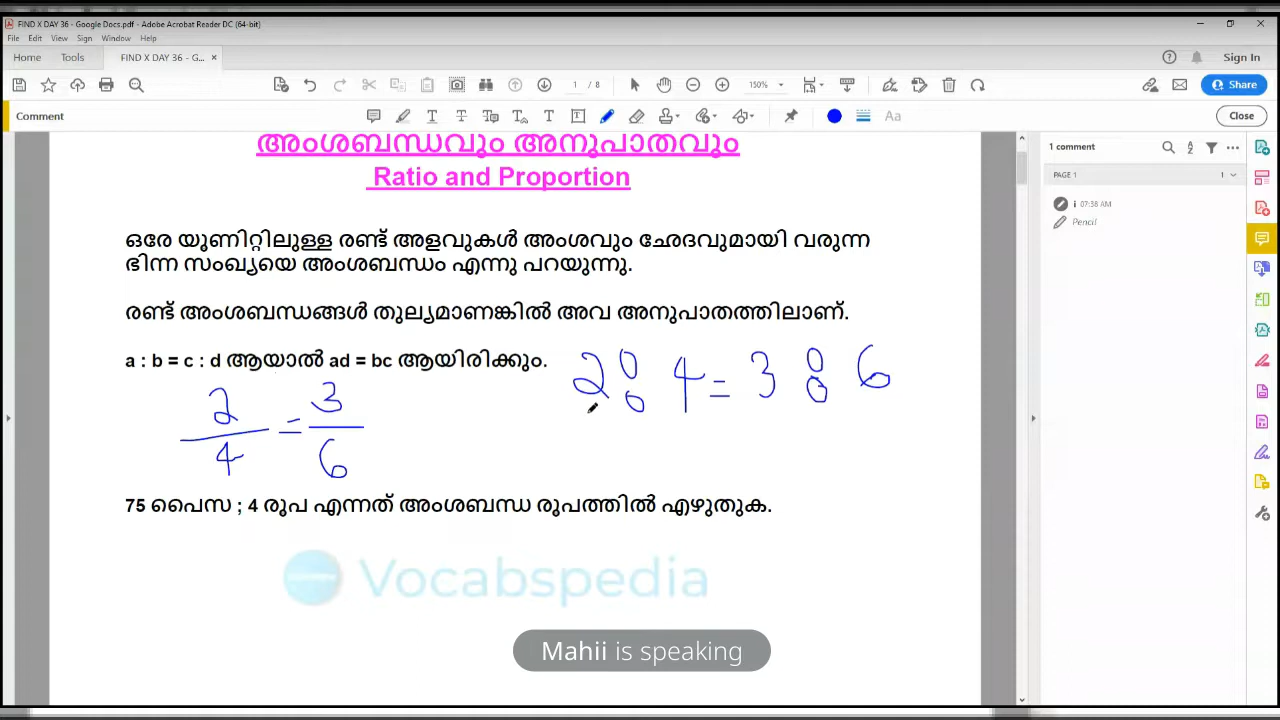 FIND X DAY 36 - Google Docs.pdf - Adobe Acrobat Reader DC (64-bit)
File Edit View Sign Window Help
Home Tools FIND X DAY 36 - G... × Sign In
1 / 8 150% Share
Comment Aa Close
അംശബന്ധവും അനുപാതവും
Ratio and Proportion
ഒരേ യൂണിറ്റിലുള്ള രണ്ട് അളവുകൾ അംശവും ഛേദവുമായി വരുന്ന
ഭിന്ന സംഖ്യയെ അംശബന്ധം എന്നു പറയുന്നു.
രണ്ട് അംശബന്ധങ്ങൾ തുല്യമാണങ്കിൽ അവ അനുപാതത്തിലാണ്.
a : b = c : d ആയാൽ ad = bc ആയിരിക്കും.
2 : 4 = 3 : 6
2/4 = 3/6
75 പൈസ ; 4 രൂപ എന്നത് അംശബന്ധ രൂപത്തിൽ എഴുതുക.
Vocabspedia
Mahii is speaking
1 comment
PAGE 1 1
i 07:38 AM
Pencil